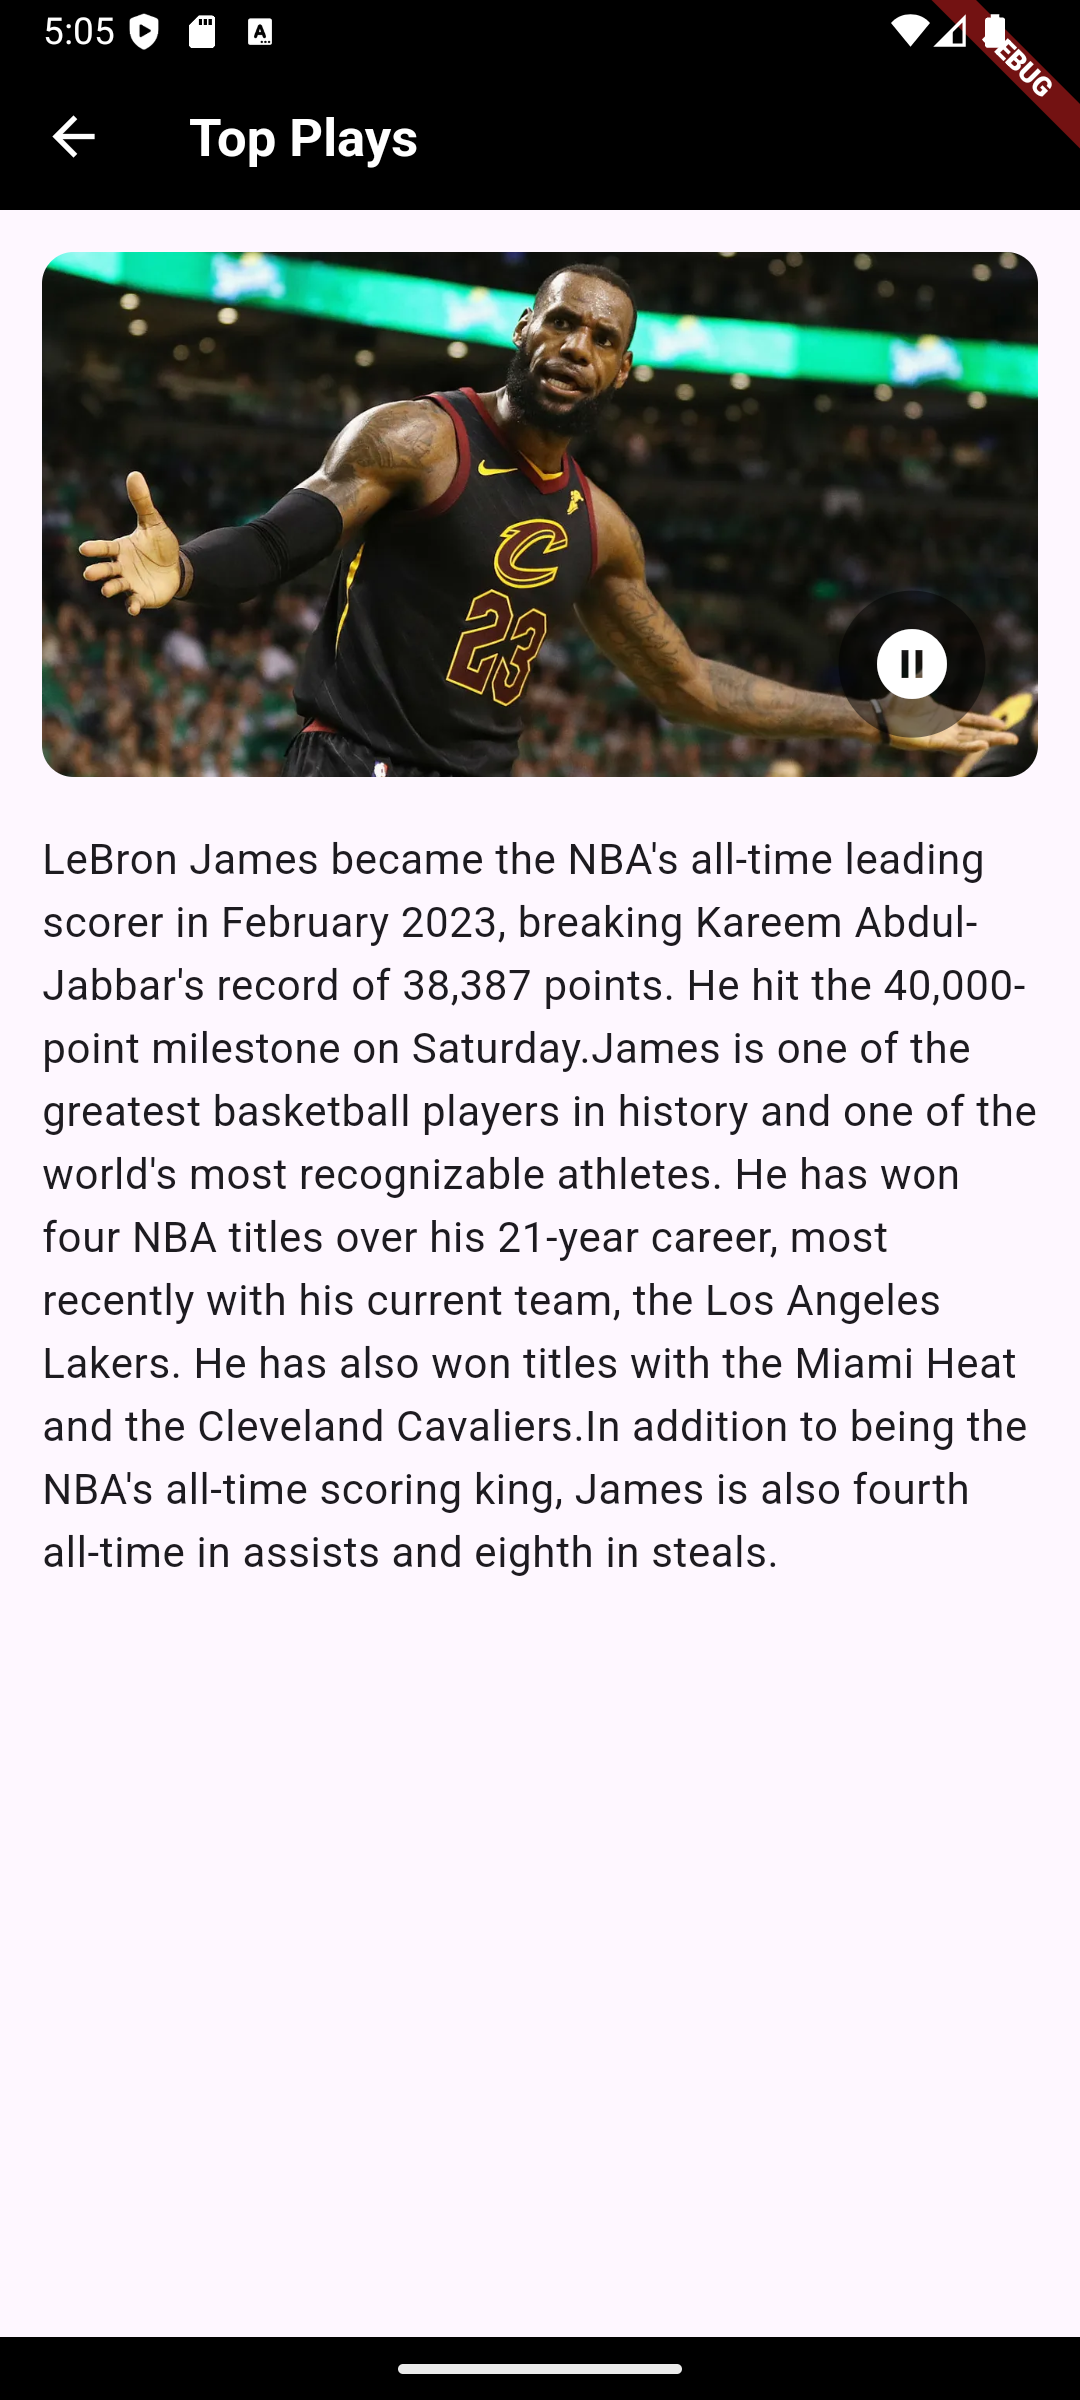 5:05
EBUG
Top Plays
23
LeBron James became the NBA's all-time leading
scorer in February 2023, breaking Kareem Abdul-
Jabbar's record of 38,387 points. He hit the 40,000-
point milestone on Saturday.James is one of the
greatest basketball players in history and one of the
world's most recognizable athletes. He has won
four NBA titles over his 21-year career, most
recently with his current team, the Los Angeles
Lakers. He has also won titles with the Miami Heat
and the Cleveland Cavaliers.In addition to being the
NBA's all-time scoring king, James is also fourth
all-time in assists and eighth in steals.